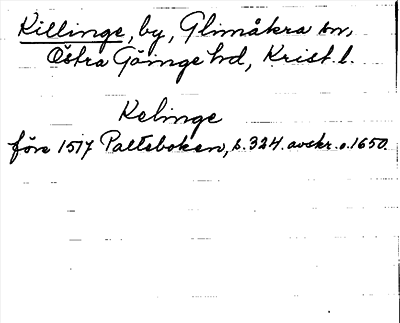 Killinge, by, Glimåkra sn,
Östra Göinge hd, Krist. l.
Kelinge
före 1517 Palteboken, s. 324. avskr. o. 1650.